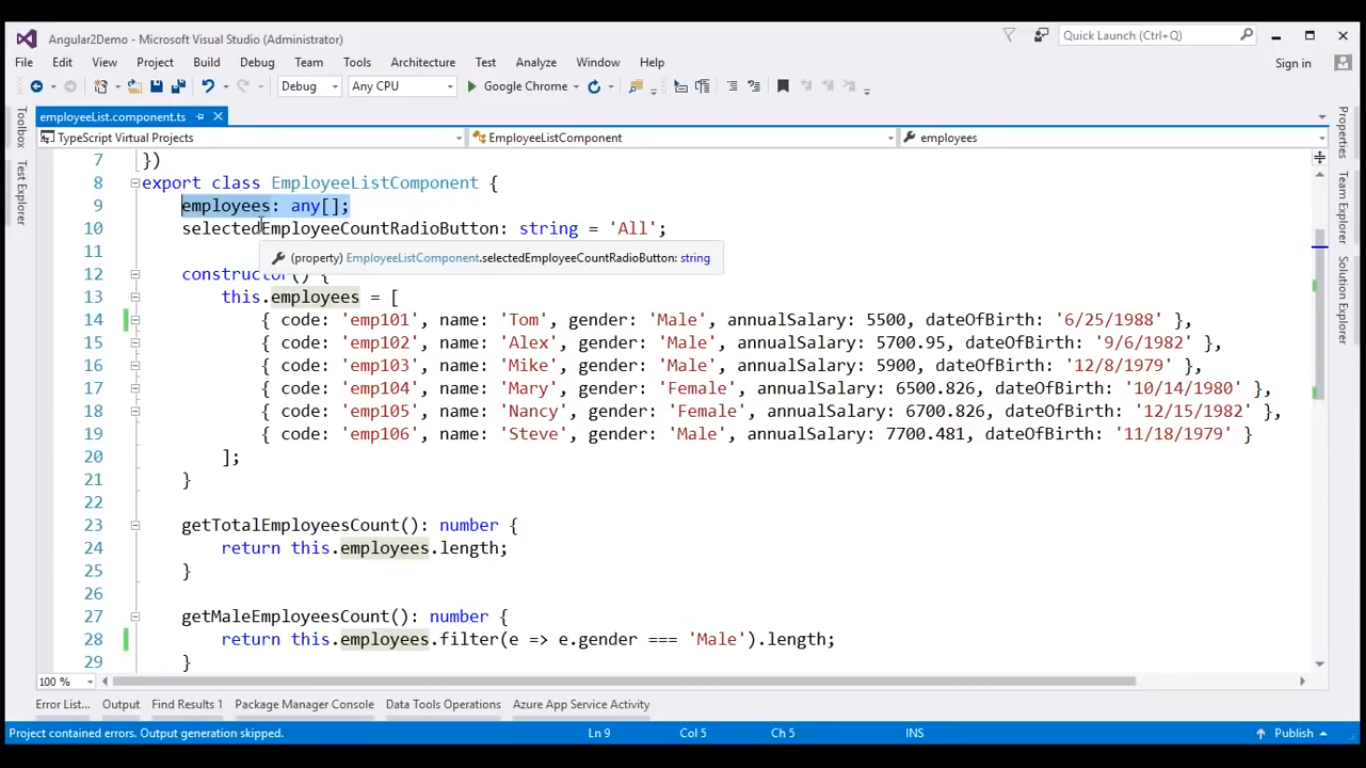 Angular2Demo - Microsoft Visual Studio (Administrator)
Quick Launch (Ctrl+Q)
File Edit View Project Build Debug Team Tools Architecture Test Analyze Window Help
Sign in
Debug Any CPU Google Chrome
employeeList.component.ts
TypeScript Virtual Projects EmployeeListComponent employees
Toolbox
Test Explorer
Properties
Team Explorer
Solution Explorer
7 })
8 export class EmployeeListComponent {
9 employees: any[];
10 selectedEmployeeCountRadioButton: string = 'All';
(property) EmployeeListComponent.selectedEmployeeCountRadioButton: string
11
12 constructor() {
13 this.employees = [
14 { code: 'emp101', name: 'Tom', gender: 'Male', annualSalary: 5500, dateOfBirth: '6/25/1988' },
15 { code: 'emp102', name: 'Alex', gender: 'Male', annualSalary: 5700.95, dateOfBirth: '9/6/1982' },
16 { code: 'emp103', name: 'Mike', gender: 'Male', annualSalary: 5900, dateOfBirth: '12/8/1979' },
17 { code: 'emp104', name: 'Mary', gender: 'Female', annualSalary: 6500.826, dateOfBirth: '10/14/1980' },
18 { code: 'emp105', name: 'Nancy', gender: 'Female', annualSalary: 6700.826, dateOfBirth: '12/15/1982' },
19 { code: 'emp106', name: 'Steve', gender: 'Male', annualSalary: 7700.481, dateOfBirth: '11/18/1979' }
20 ];
21 }
22
23 getTotalEmployeesCount(): number {
24 return this.employees.length;
25 }
26
27 getMaleEmployeesCount(): number {
28 return this.employees.filter(e => e.gender === 'Male').length;
29 }
100 %
Error List... Output Find Results 1 Package Manager Console Data Tools Operations Azure App Service Activity
Project contained errors. Output generation skipped. Ln 9 Col 5 Ch 5 INS Publish